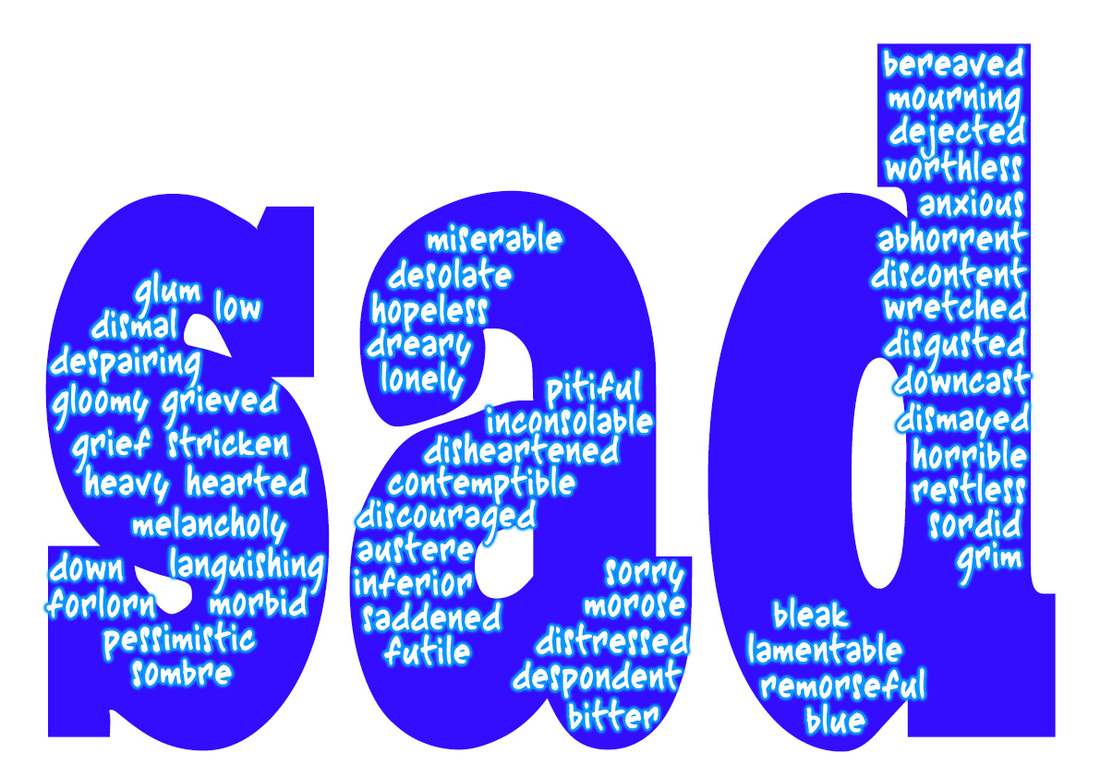 sad
glum low
dismal
despairing
gloomy grieved
grief stricken
heavy hearted
melancholy
down languishing
forlorn morbid
pessimistic
sombre
miserable
desolate
hopeless
dreary
lonely
pitiful
inconsolable
disheartened
contemptible
discouraged
austere
inferior
saddened
futile
sorry
morose
distressed
despondent
bitter
bereaved
mourning
dejected
worthless
anxious
abhorrent
discontent
wretched
disgusted
downcast
dismayed
horrible
restless
sordid
grim
bleak
lamentable
remorseful
blue